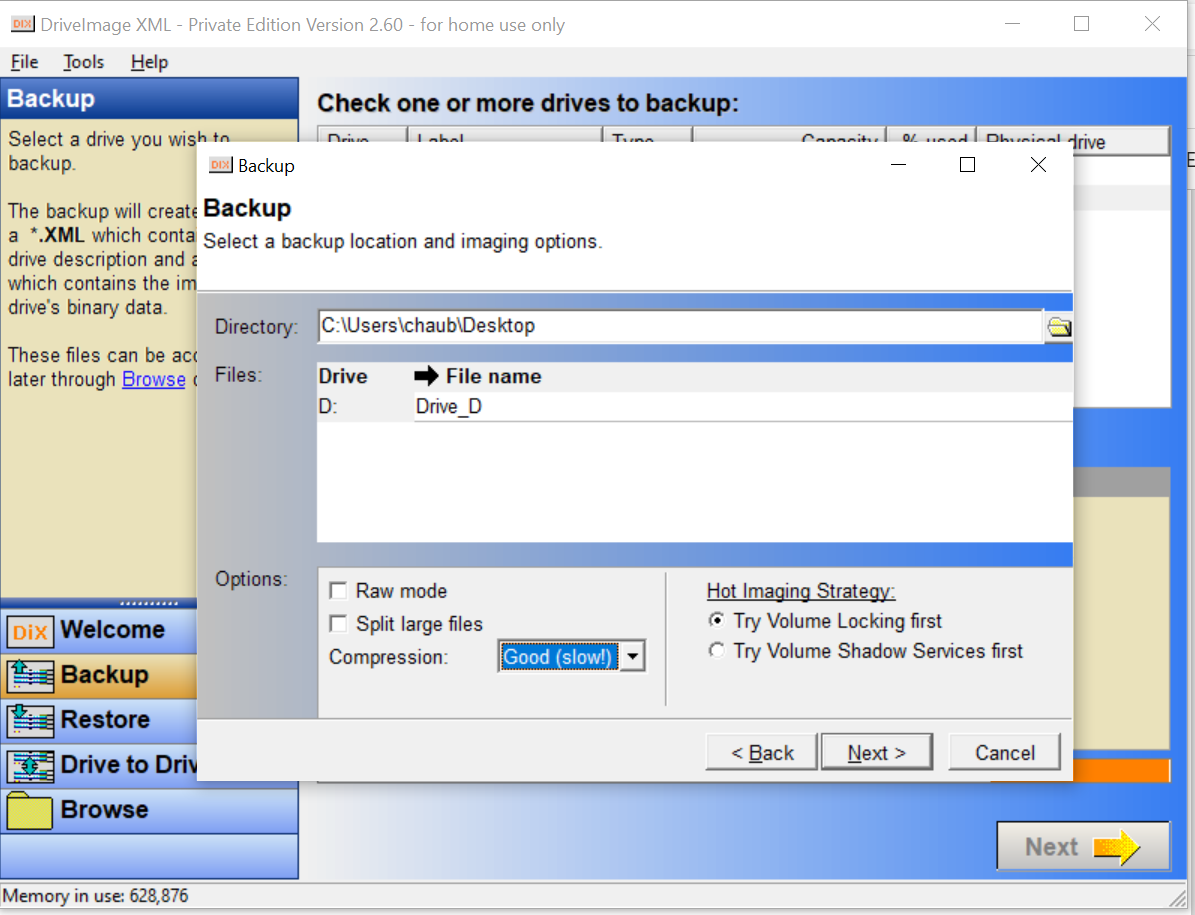 DiX DriveImage XML - Private Edition Version 2.60 - for home use only
File Tools Help
Backup
Select a drive you wish to
backup.
The backup will create
a *.XML which conta
drive description and a
which contains the im
drive's binary data.
These files can be acc
later through Browse
Check one or more drives to backup:
Drive Label Type Capacity % used Physical drive
DiX Backup
Backup
Select a backup location and imaging options.
Directory: C:\Users\chaub\Desktop
Files:
Drive File name
D: Drive_D
Options:
Raw mode
Split large files
Compression: Good (slow!)
Hot Imaging Strategy:
Try Volume Locking first
Try Volume Shadow Services first
< Back Next > Cancel
DiX Welcome
Backup
Restore
Drive to Driv
Browse
Next
Memory in use: 628,876